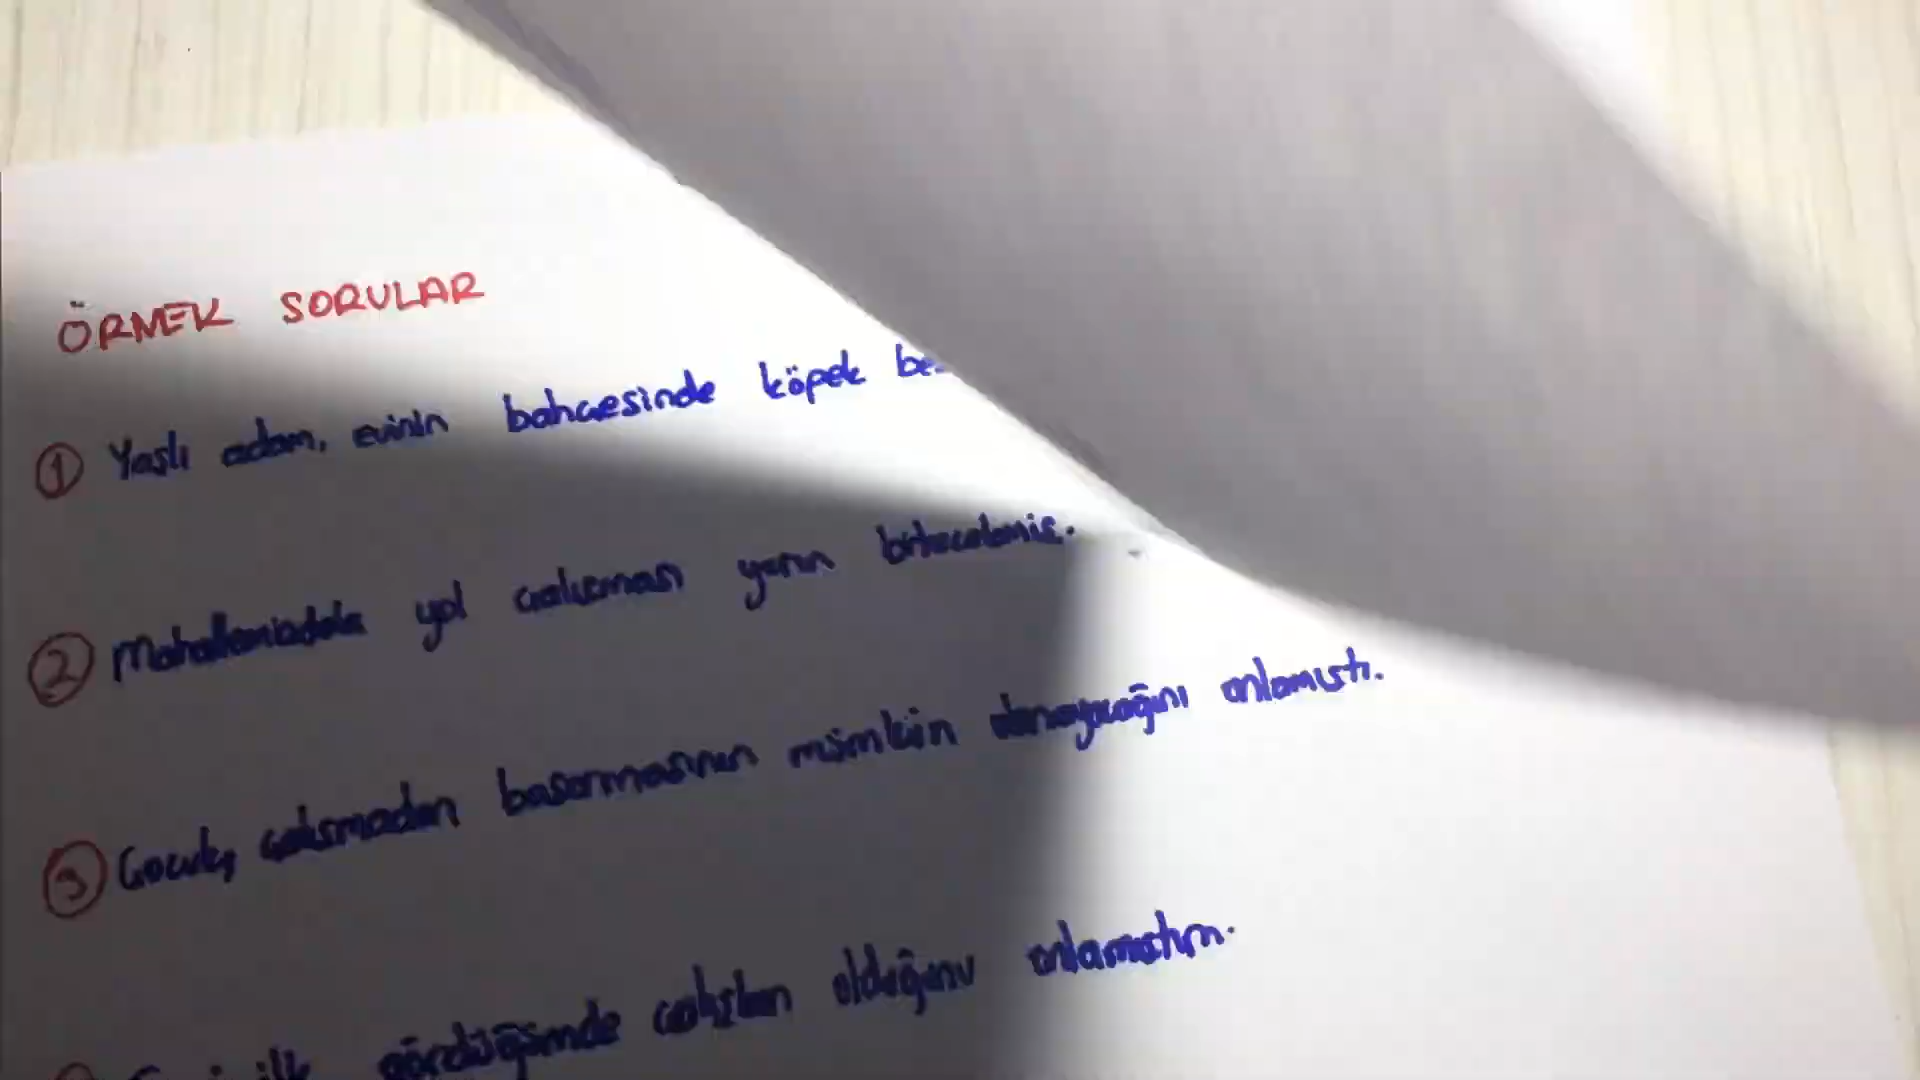 ÖRNEK SORULAR
① Yaşlı adam, evinin bahçesinde köpek
② Mahallemizdeki yol çalışması yarın bitecekmiş.
③ Çocuk, çalışmadan başarmasının mümkün olmayacağını anlamıştı.
ilk gördüğümde çalışkan olduğunu anlamıştım.